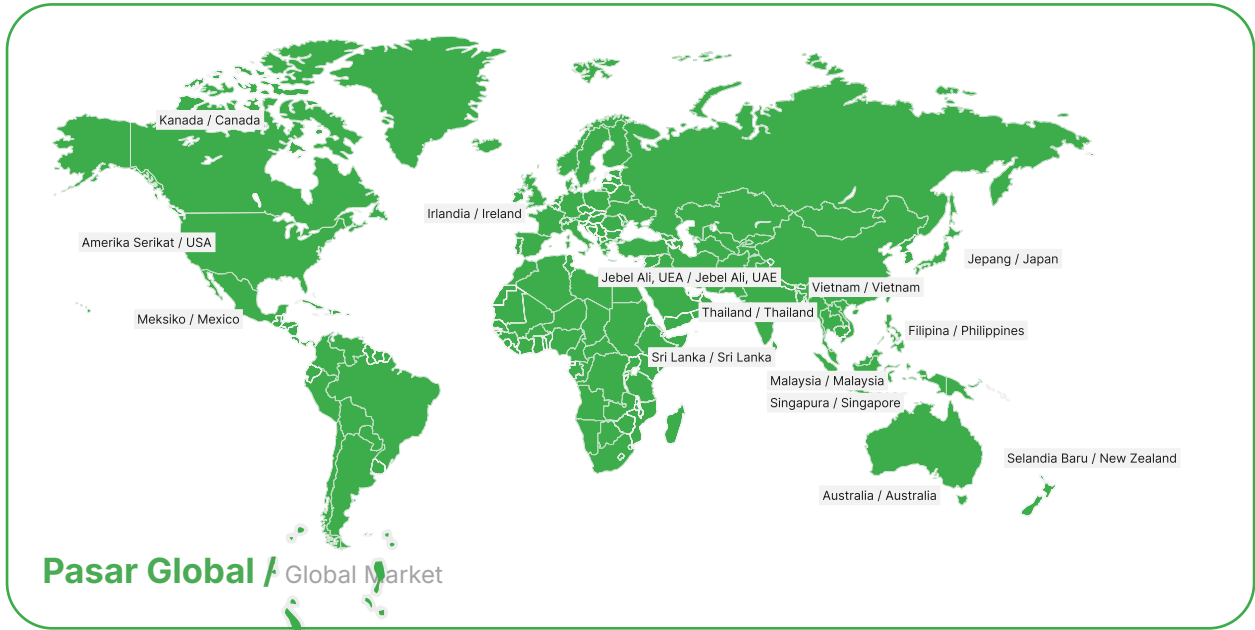 Kanada / Canada
Irlandia / Ireland
Amerika Serikat / USA
Jepang / Japan
Jebel Ali, UEA / Jebel Ali, UAE
Vietnam / Vietnam
Thailand / Thailand
Meksiko / Mexico
Filipina / Philippines
Sri Lanka / Sri Lanka
Malaysia / Malaysia
Singapura / Singapore
Selandia Baru / New Zealand
Australia / Australia
Pasar Global / Global Market